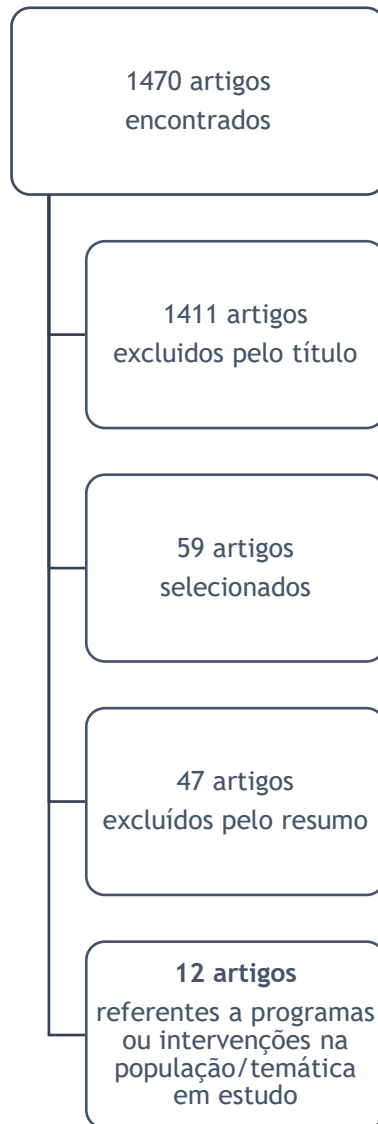 1470 artigos
encontrados
1411 artigos
excluidos pelo título
59 artigos
selecionados
47 artigos
excluídos pelo resumo
12 artigos
referentes a programas
ou intervenções na
população/temática
em estudo